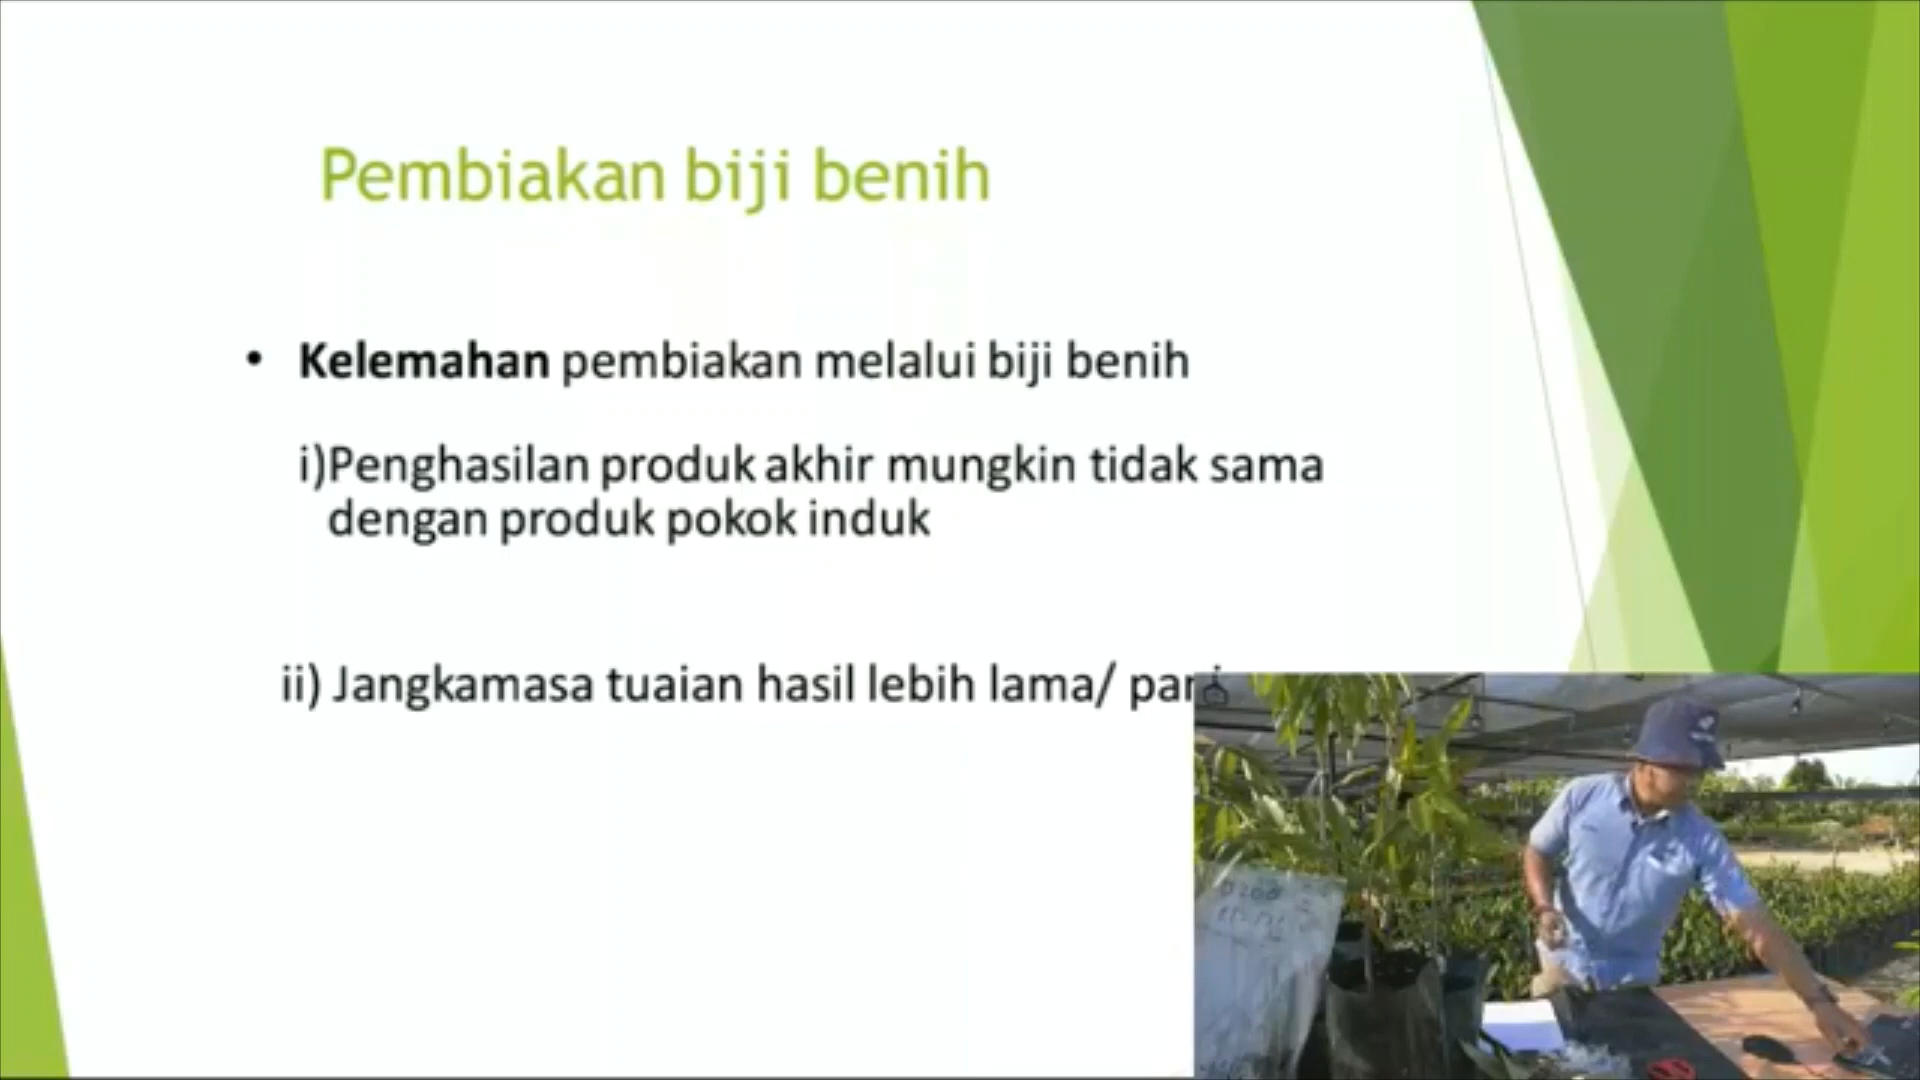 Pembiakan biji benih
• Kelemahan pembiakan melalui biji benih
i)Penghasilan produk akhir mungkin tidak sama
dengan produk pokok induk
ii) Jangkamasa tuaian hasil lebih lama/